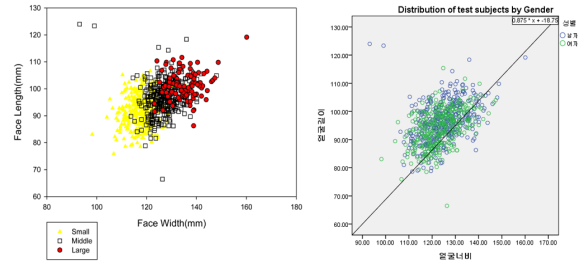 130
120
110
100
90
80
70
60
60 80 100 120 140 160 180
Face Length(mm)
Face Width(mm)
Small
Middle
Large
Distribution of test subjects by Gender
0.875 * x + -18.75
성별
남자
여자
130.00
120.00
110.00
100.00
90.00
80.00
70.00
60.00
얼굴길이
90.00 100.00 110.00 120.00 130.00 140.00 150.00 160.00 170.00
얼굴너비